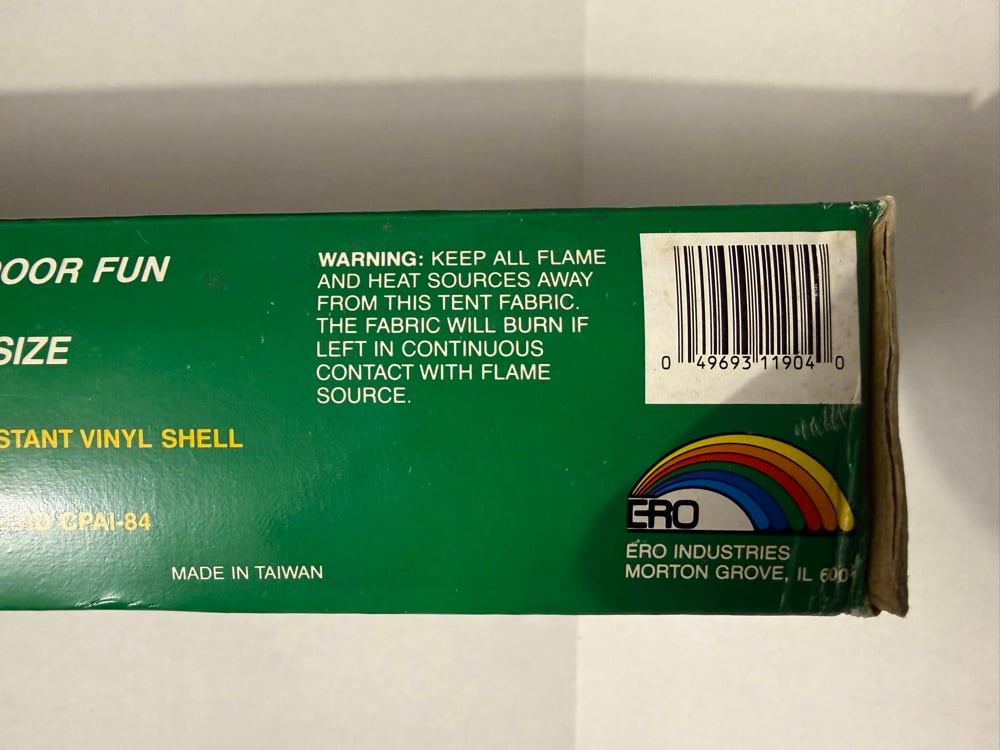 OOR FUN
SIZE
STANT VINYL SHELL
CPAI-84
MADE IN TAIWAN
WARNING: KEEP ALL FLAME
AND HEAT SOURCES AWAY
FROM THIS TENT FABRIC.
THE FABRIC WILL BURN IF
LEFT IN CONTINUOUS
CONTACT WITH FLAME
SOURCE.
0 49693 11904 0
ERO
ERO INDUSTRIES
MORTON GROVE, IL 600